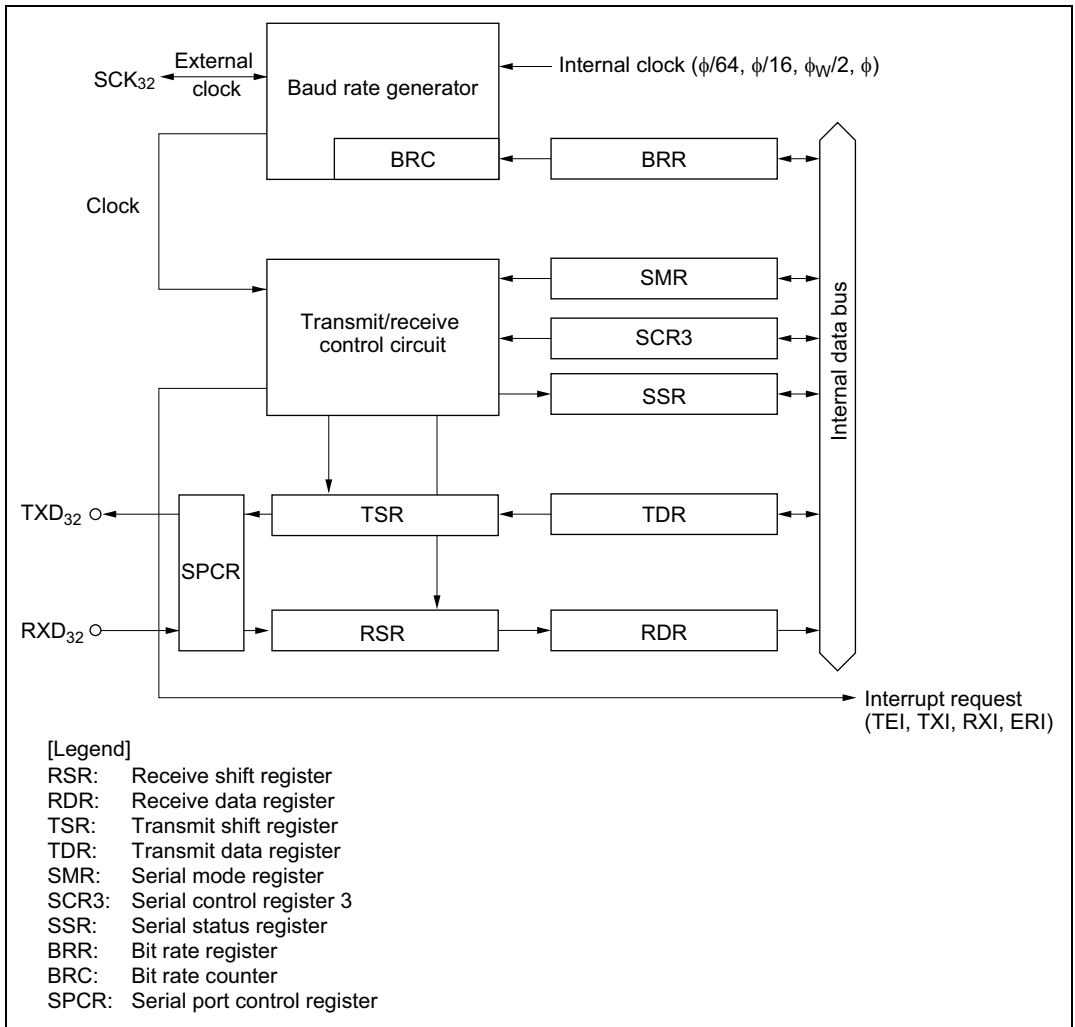 SCK32
External
clock
Baud rate generator
Internal clock (ϕ/64, ϕ/16, ϕW/2, ϕ)
BRC
BRR
Clock
Transmit/receive
control circuit
SMR
SCR3
SSR
Internal data bus
TXD32
TSR
TDR
SPCR
RXD32
RSR
RDR
Interrupt request
(TEI, TXI, RXI, ERI)
[Legend]
RSR: Receive shift register
RDR: Receive data register
TSR: Transmit shift register
TDR: Transmit data register
SMR: Serial mode register
SCR3: Serial control register 3
SSR: Serial status register
BRR: Bit rate register
BRC: Bit rate counter
SPCR: Serial port control register